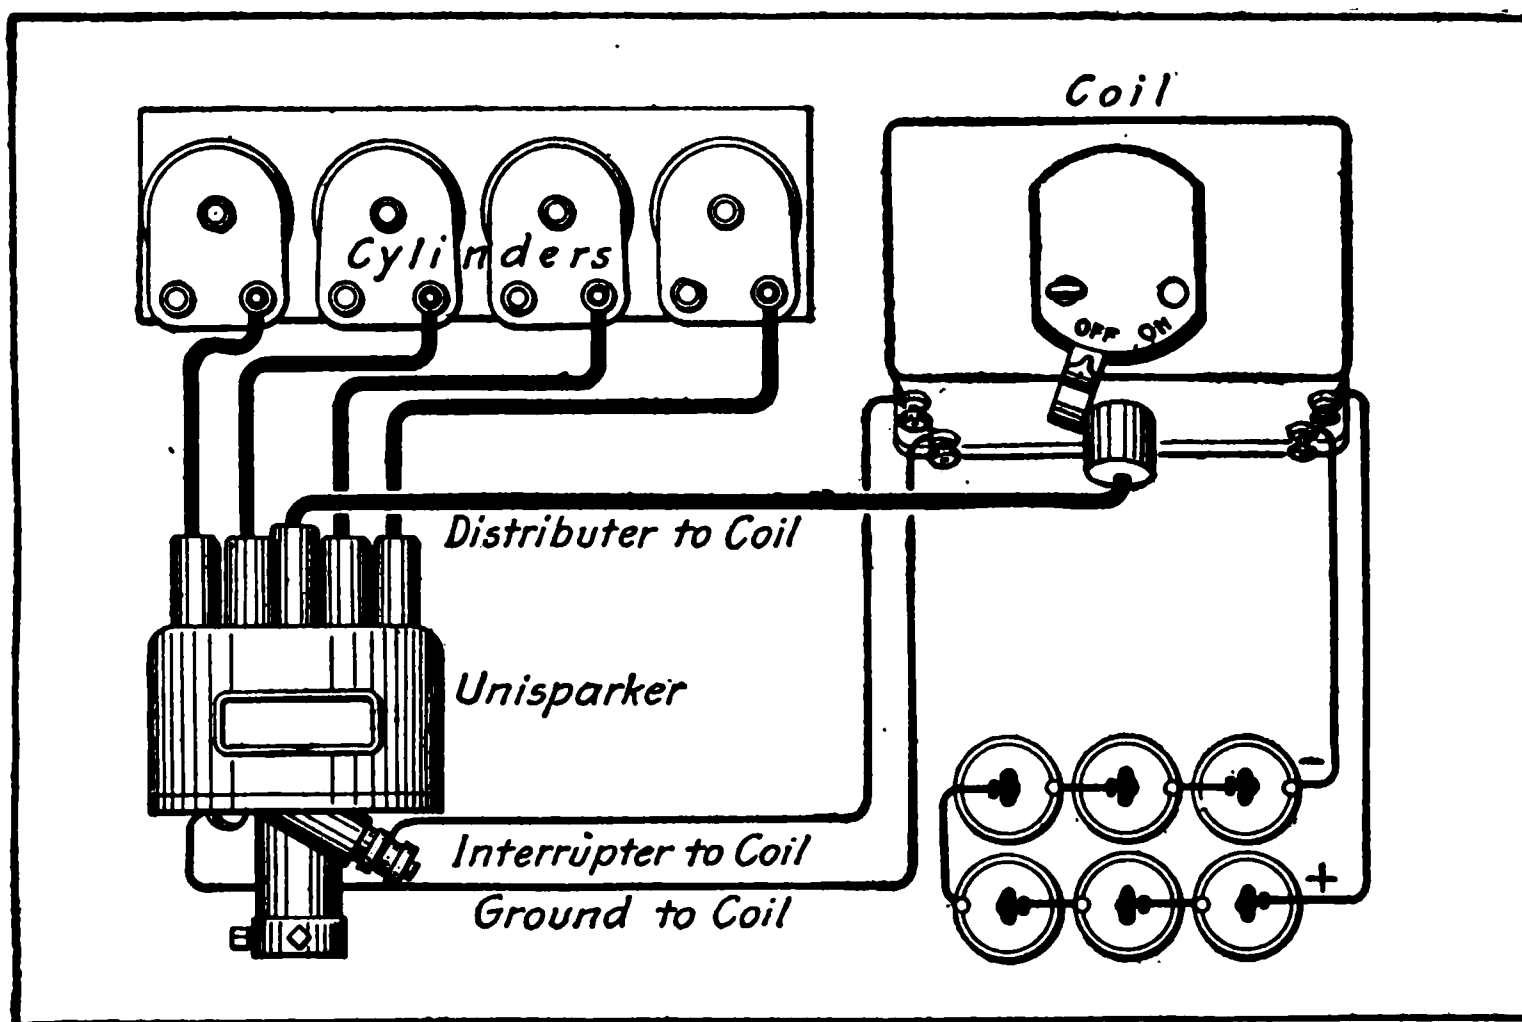 Coil
Cylinders
OFF ON
Distributer to Coil
Unisparker
-
Interrupter to Coil
+
Ground to Coil